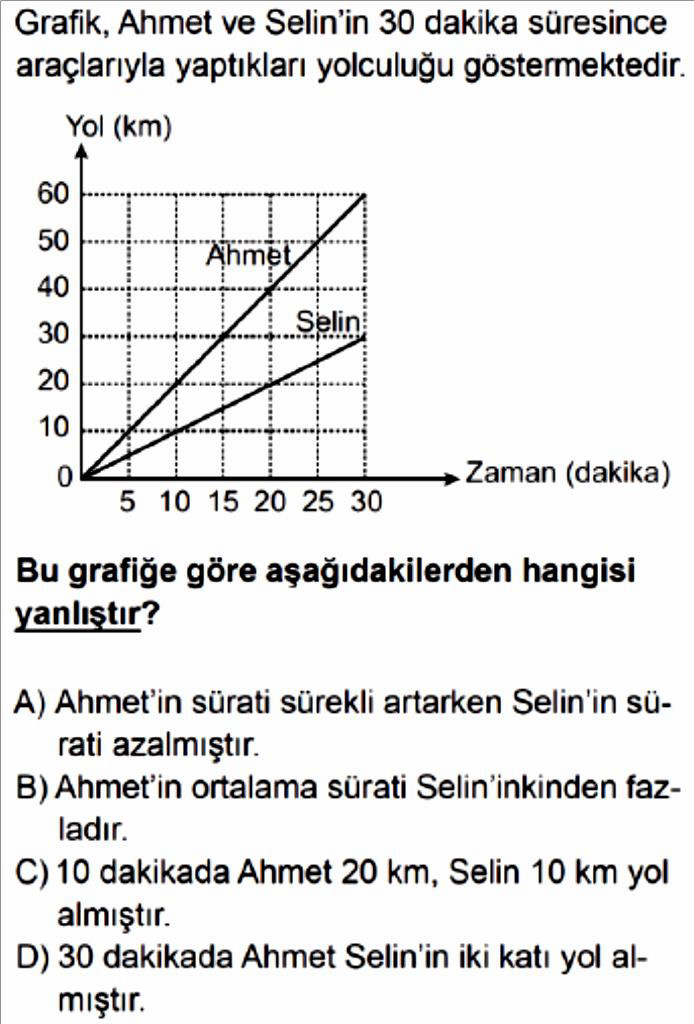 Grafik, Ahmet ve Selin'in 30 dakika süresince
araçlarıyla yaptıkları yolculuğu göstermektedir.
Yol (km)
60
50
Ahmet
40
Selin
30
20
10
0
Zaman (dakika)
5 10 15 20 25 30
Bu grafiğe göre aşağıdakilerden hangisi
yanlıştır?
A) Ahmet'in sürati sürekli artarken Selin'in sü-
rati azalmıştır.
B) Ahmet'in ortalama sürati Selin'inkinden faz-
ladır.
C) 10 dakikada Ahmet 20 km, Selin 10 km yol
almıştır.
D) 30 dakikada Ahmet Selin'in iki katı yol al-
mıştır.